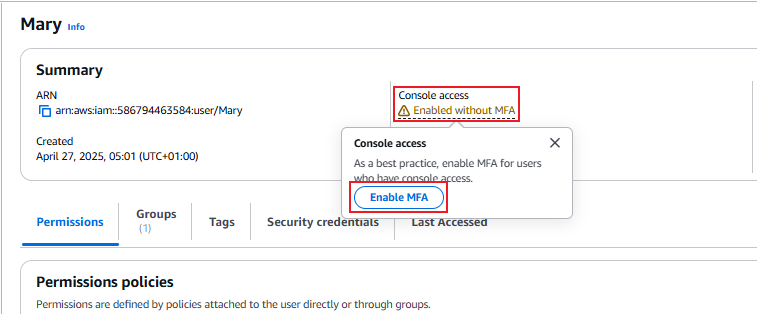 Mary Info
Summary
ARN
arn:aws:iam::586794463584:user/Mary
Created
April 27, 2025, 05:01 (UTC+01:00)
Console access
Enabled without MFA
Console access
As a best practice, enable MFA for users
who have console access.
Enable MFA
Permissions
Groups
(1)
Tags
Security credentials
Last Accessed
Permissions policies
Permissions are defined by policies attached to the user directly or through groups.